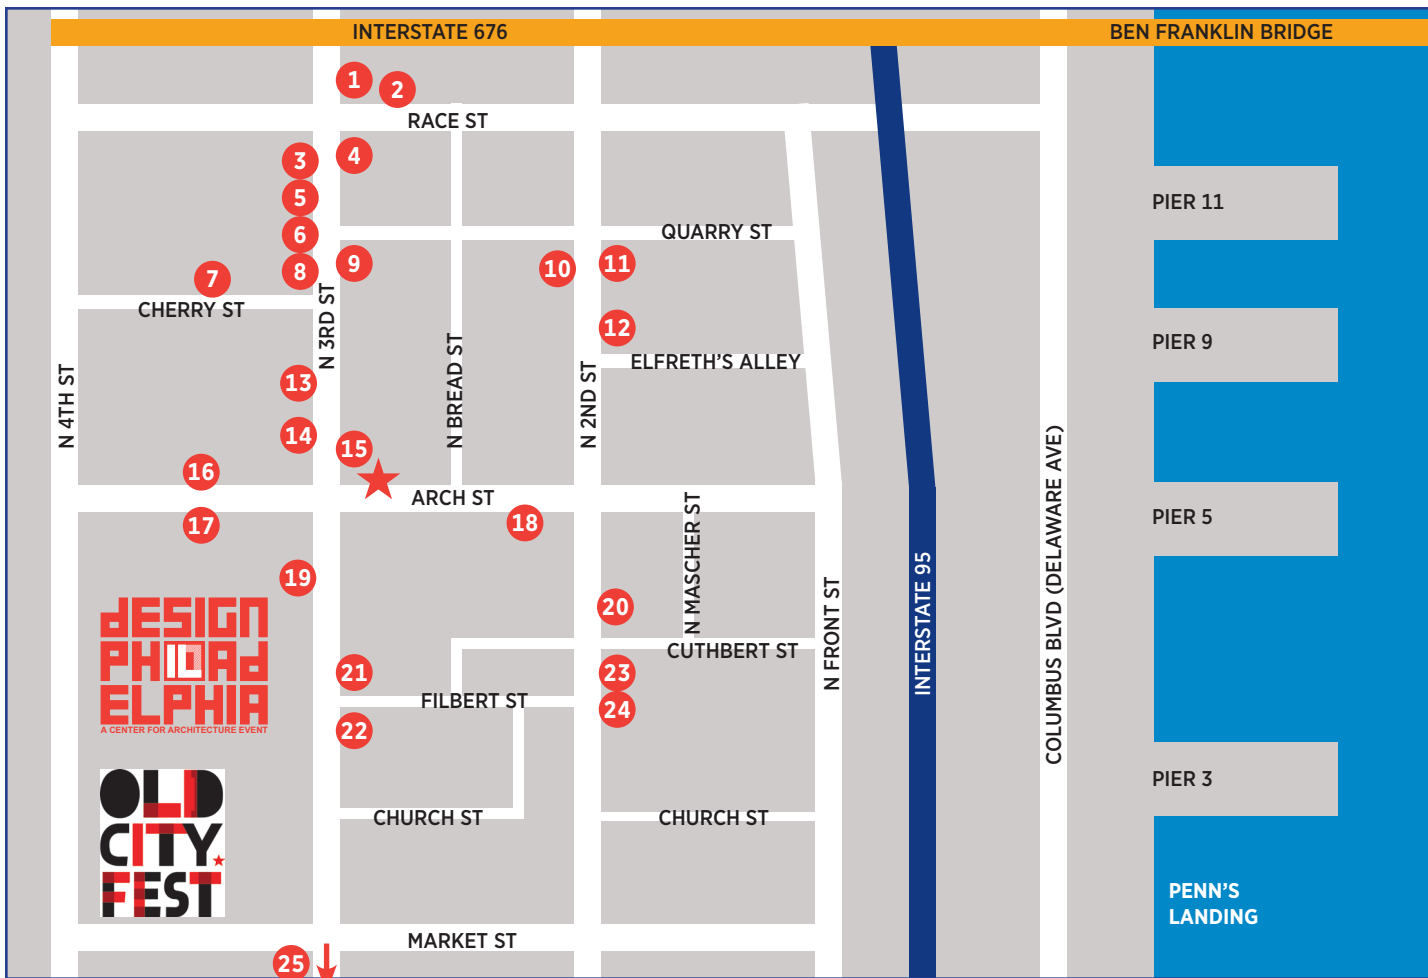 INTERSTATE 676
BEN FRANKLIN BRIDGE
1
2
RACE ST
3
4
5
6
7
8
9
10
11
QUARRY ST
PIER 11
CHERRY ST
N 3RD ST
12
ELFRETH'S ALLEY
PIER 9
N 4TH ST
13
N BREAD ST
N 2ND ST
14
15
16
ARCH ST
17
18
N MASCHER ST
PIER 5
19
20
CUTHBERT ST
N FRONT ST
INTERSTATE 95
COLUMBUS BLVD (DELAWARE AVE)
DESIGN
PHILAD
ELPHIA
A CENTER FOR ARCHITECTURE EVENT
21
23
FILBERT ST
24
22
OLD
CITY
FEST
CHURCH ST
CHURCH ST
PIER 3
PENN'S
LANDING
MARKET ST
25